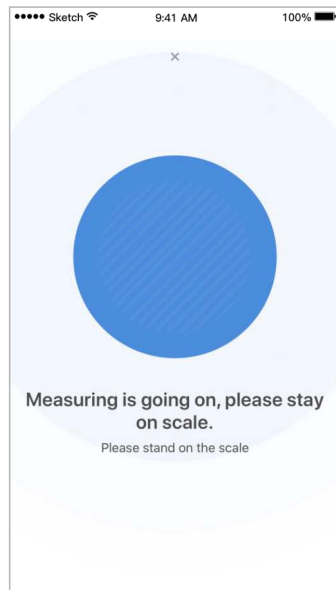 ●●●●● Sketch 9:41 AM 100%
×
Measuring is going on, please stay
on scale.
Please stand on the scale